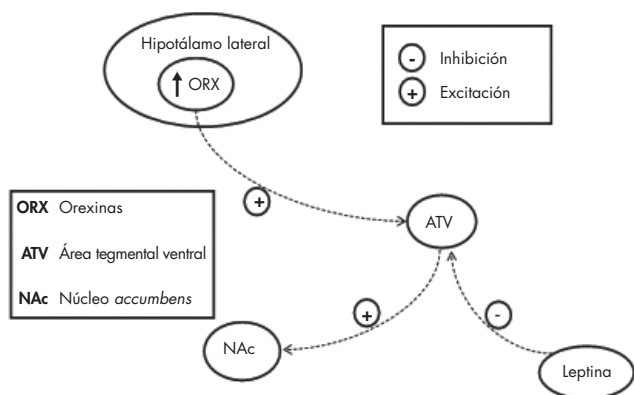 Hipotálamo lateral
↑ ORX
- Inhibición
+ Excitación
+
ORX Orexinas
ATV Área tegmental ventral
NAc Núcleo accumbens
ATV
+
-
NAc
Leptina